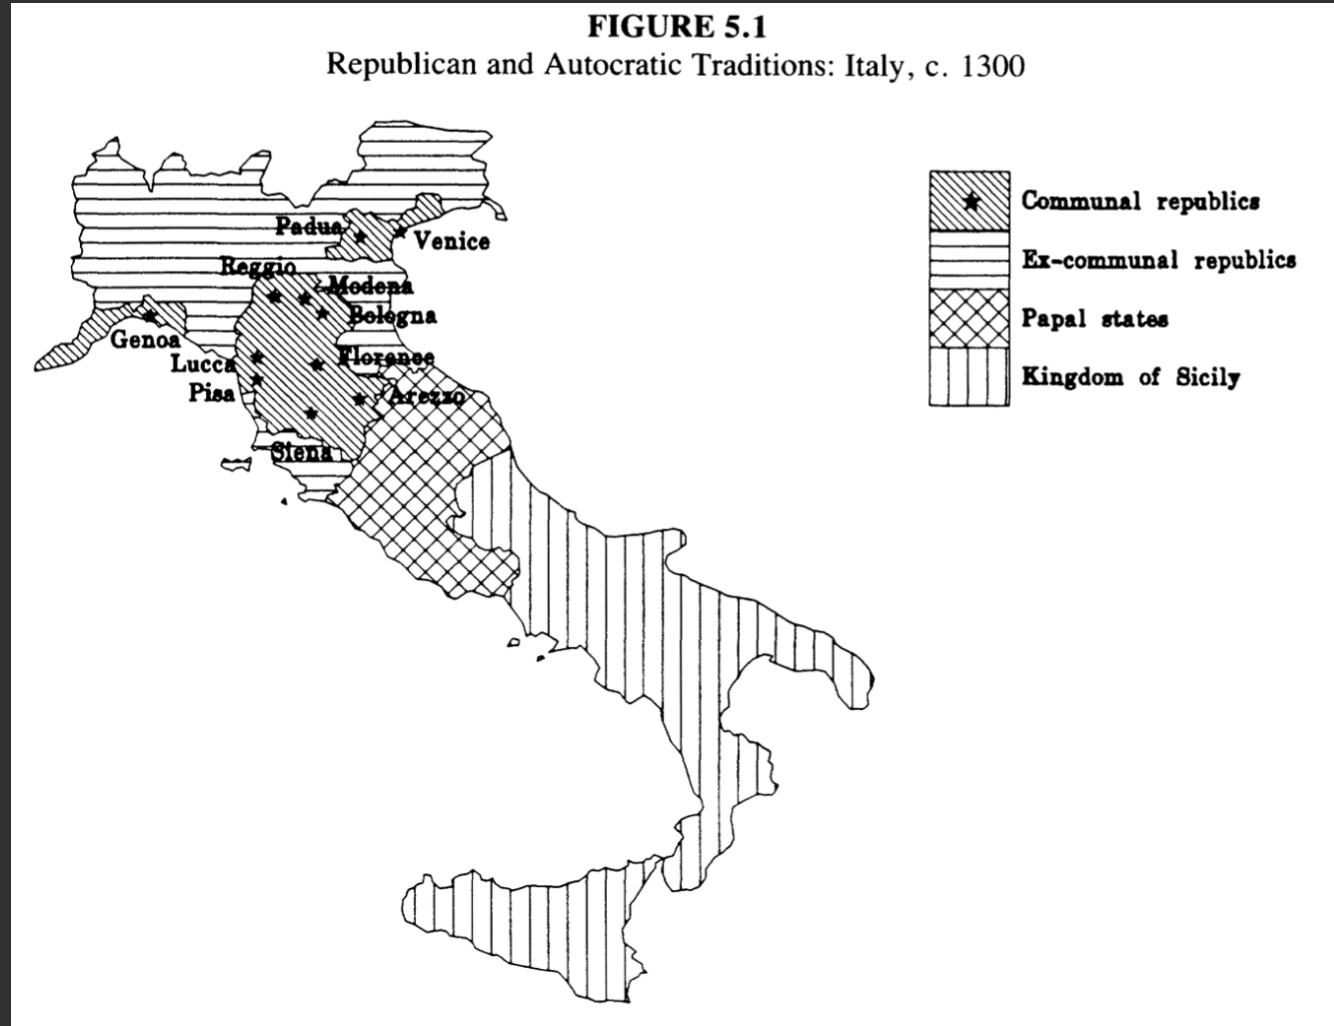 FIGURE 5.1
Republican and Autocratic Traditions: Italy, c. 1300
Padua
Venice
Reggio
Modena
Bologna
Genoa
Lucca
Florence
Pisa
Arezzo
Siena
Communal republics
Ex-communal republics
Papal states
Kingdom of Sicily